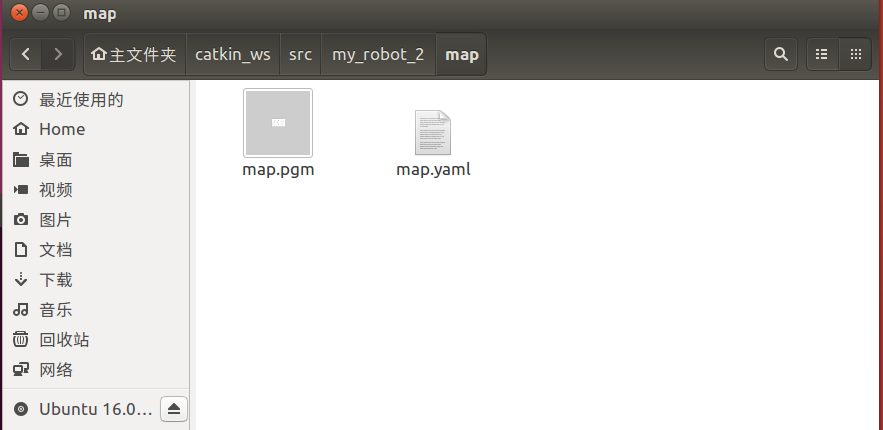 map
主文件夹 catkin_ws src my_robot_2 map
最近使用的
Home
桌面
视频
图片
文档
下载
音乐
回收站
网络
Ubuntu 16.0...
map.pgm map.yaml